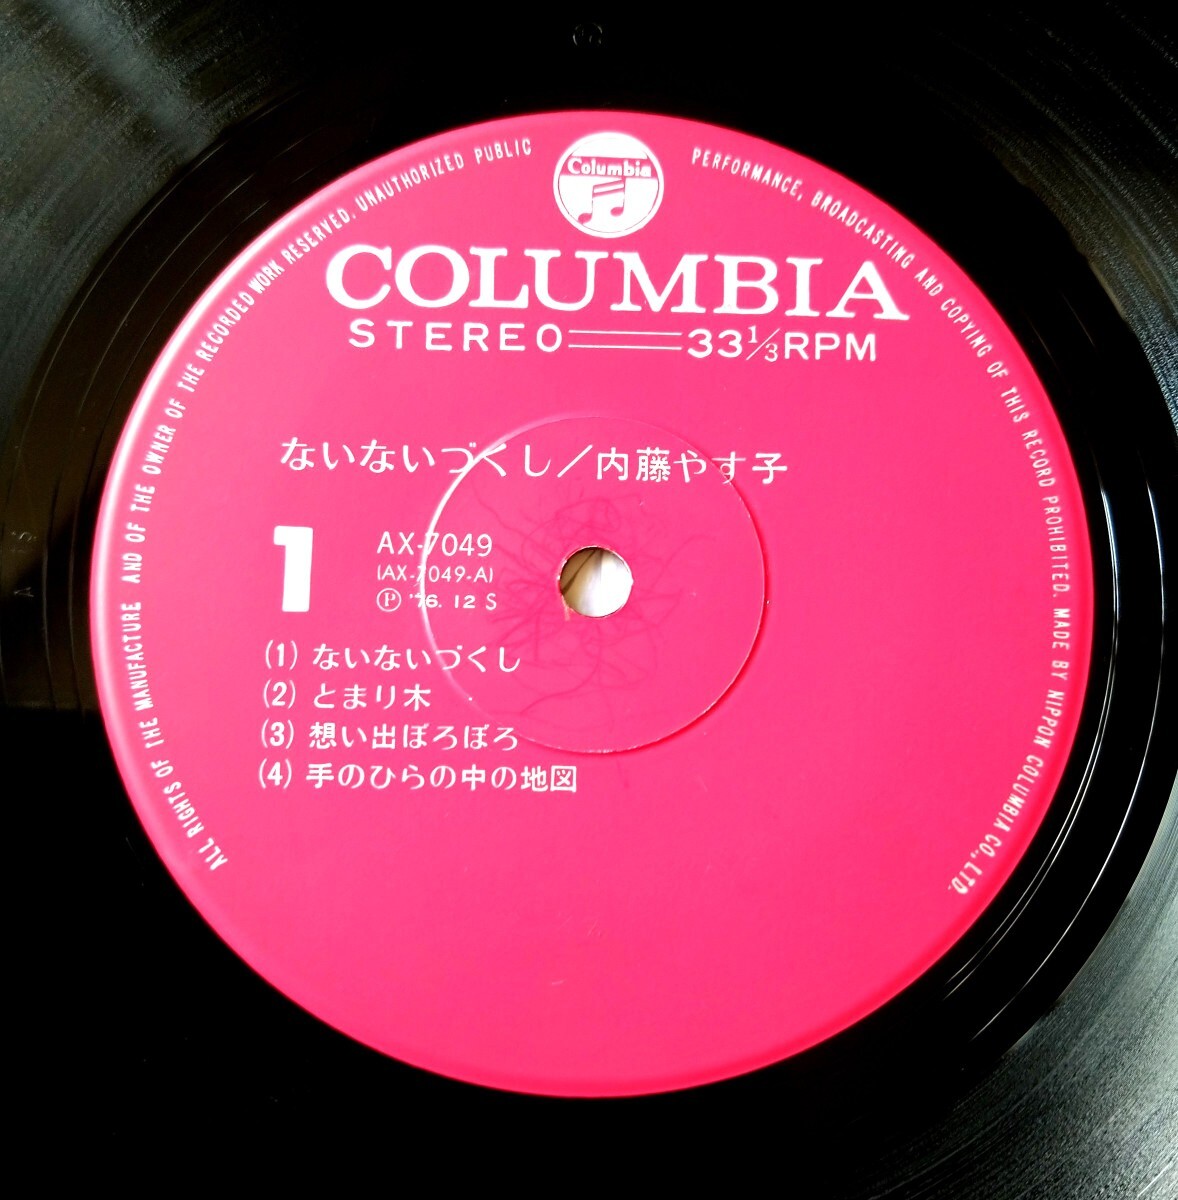 ALL RIGHTS OF THE MANUFACTURE AND OF THE OWNER OF THE RECORDED WORK RESERVED. UNAUTHORIZED PUBLIC PERFORMANCE, BROADCASTING AND COPYING OF THIS RECORD PROHIBITED. MADE BY NIPPON COLUMBIA CO., LTD.
Columbia
COLUMBIA
STEREO 33⅓RPM
ないないづくし/内藤やす子
1
AX-7049
(AX-7049-A)
Ⓟ '76. 12 S
(1) ないないづくし
(2) とまり木
(3) 想い出ぼろぼろ
(4) 手のひらの中の地図